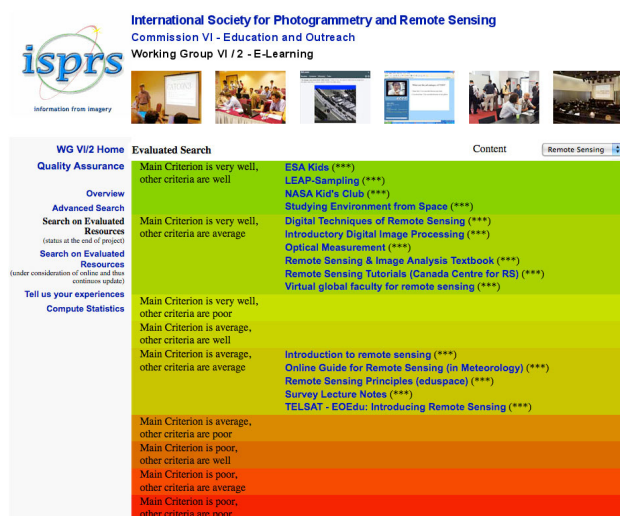 International Society for Photogrammetry and Remote Sensing
Commission VI - Education and Outreach
Working Group VI / 2 - E-Learning
isprs
information from imagery
WG VI/2 Home
Quality Assurance
Overview
Advanced Search
Search on Evaluated
Resources
(status at the end of project)
Search on Evaluated
Resources
(under consideration of online and thus
continuos update)
Tell us your experiences
Compute Statistics
Evaluated Search
Content
Remote Sensing
Main Criterion is very well,
other criteria are well
ESA Kids (***)
LEAP-Sampling (***)
NASA Kid's Club (***)
Studying Environment from Space (***)
Main Criterion is very well,
other criteria are average
Digital Techniques of Remote Sensing (***)
Introductory Digital Image Processing (***)
Optical Measurement (***)
Remote Sensing & Image Analysis Textbook (***)
Remote Sensing Tutorials (Canada Centre for RS) (***)
Virtual global faculty for remote sensing (***)
Main Criterion is very well,
other criteria are poor
Main Criterion is average,
other criteria are well
Main Criterion is average,
other criteria are average
Introduction to remote sensing (***)
Online Guide for Remote Sensing (in Meteorology) (***)
Remote Sensing Principles (eduspace) (***)
Survey Lecture Notes (***)
TELSAT - EOEdu: Introducing Remote Sensing (***)
Main Criterion is average,
other criteria are poor
Main Criterion is poor,
other criteria are well
Main Criterion is poor,
other criteria are average
Main Criterion is poor,
other criteria are poor